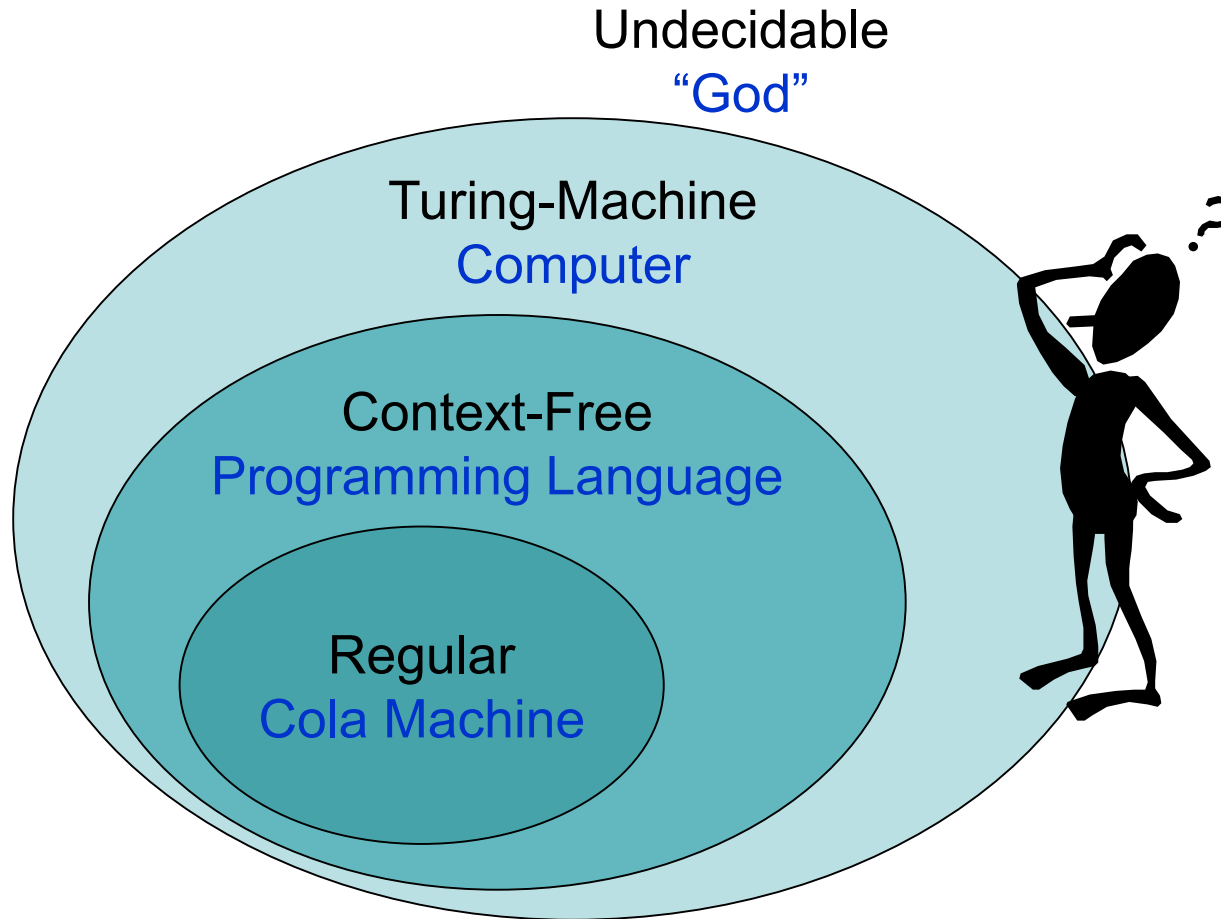 Undecidable
“God”
Turing-Machine
Computer
Context-Free
Programming Language
Regular
Cola Machine